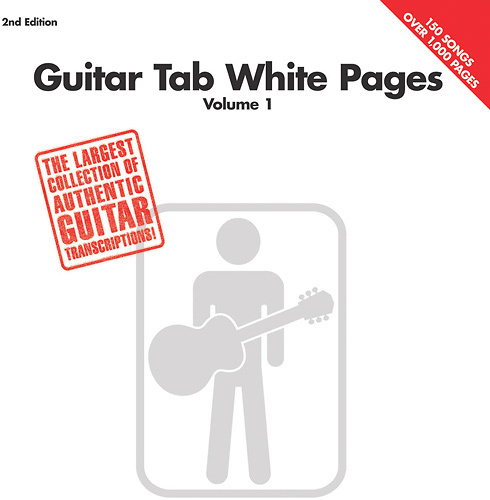 2nd Edition
150 SONGS
OVER 1,000 PAGES
Guitar Tab White Pages
Volume 1
THE LARGEST
COLLECTION OF
AUTHENTIC
GUITAR
TRANSCRIPTIONS!